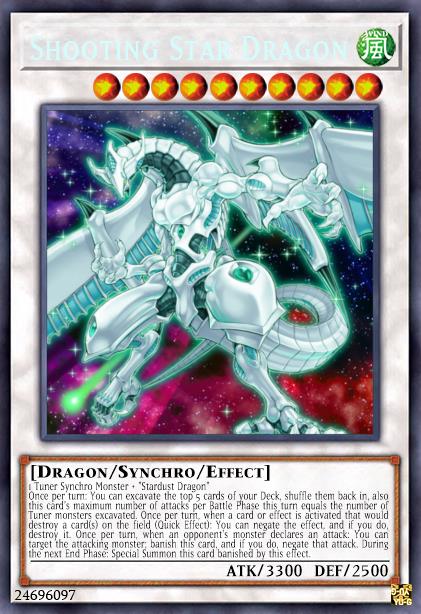 Shooting Star Dragon
WIND
風
[Dragon/Synchro/Effect]
1 Tuner Synchro Monster + "Stardust Dragon"
Once per turn: You can excavate the top 5 cards of your Deck, shuffle them back in, also
this card's maximum number of attacks per Battle Phase this turn equals the number of
Tuner monsters excavated. Once per turn, when a card or effect is activated that would
destroy a card(s) on the field (Quick Effect): You can negate the effect, and if you do,
destroy it. Once per turn, when an opponent's monster declares an attack: You can
target the attacking monster; banish this card, and if you do, negate that attack. During
the next End Phase: Special Summon this card banished by this effect.
ATK/3300 DEF/2500
24696097